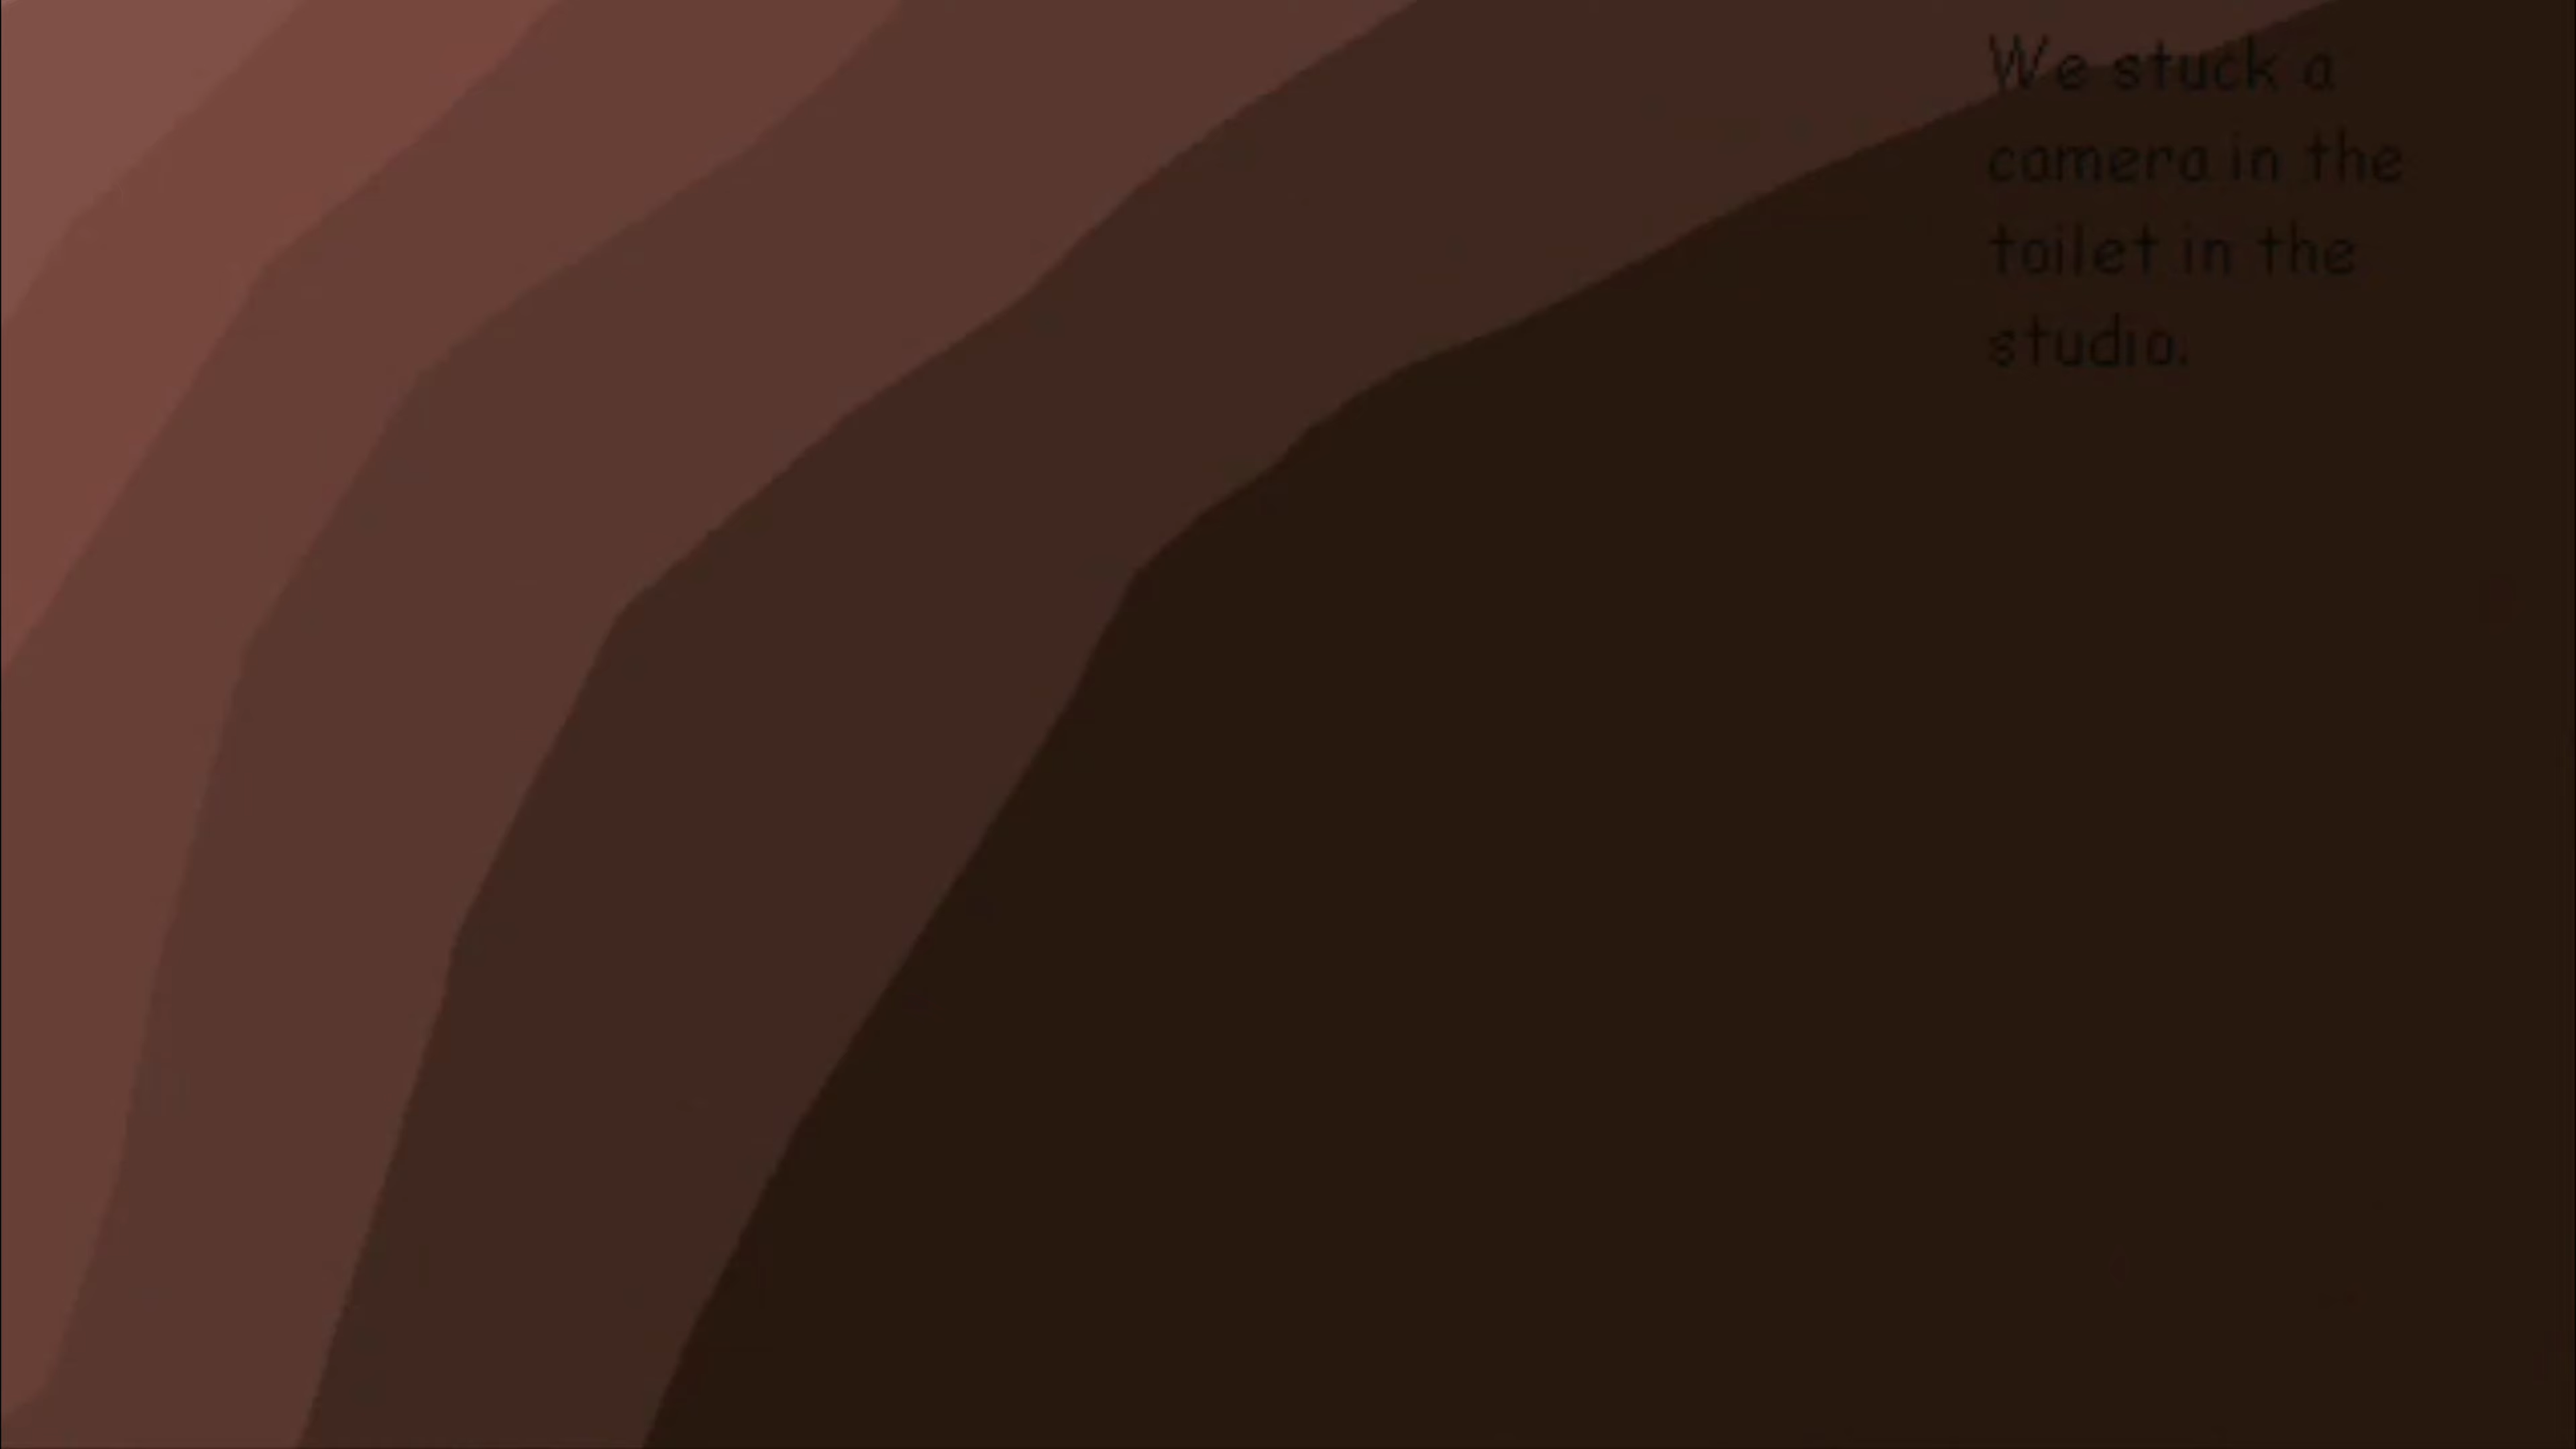 We stuck a
camera in the
toilet in the
studio.